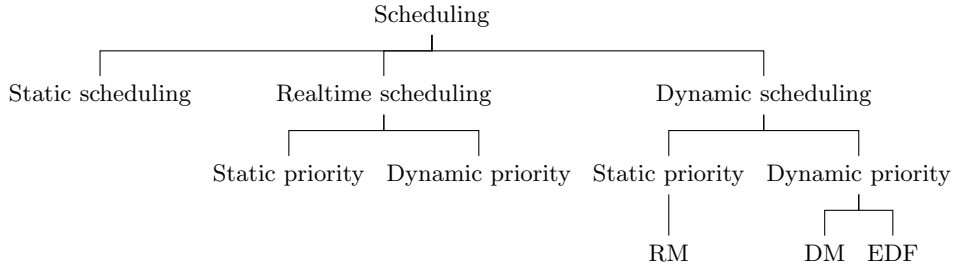 Scheduling
Static scheduling Realtime scheduling Dynamic scheduling
Static priority Dynamic priority Static priority Dynamic priority
RM DM EDF